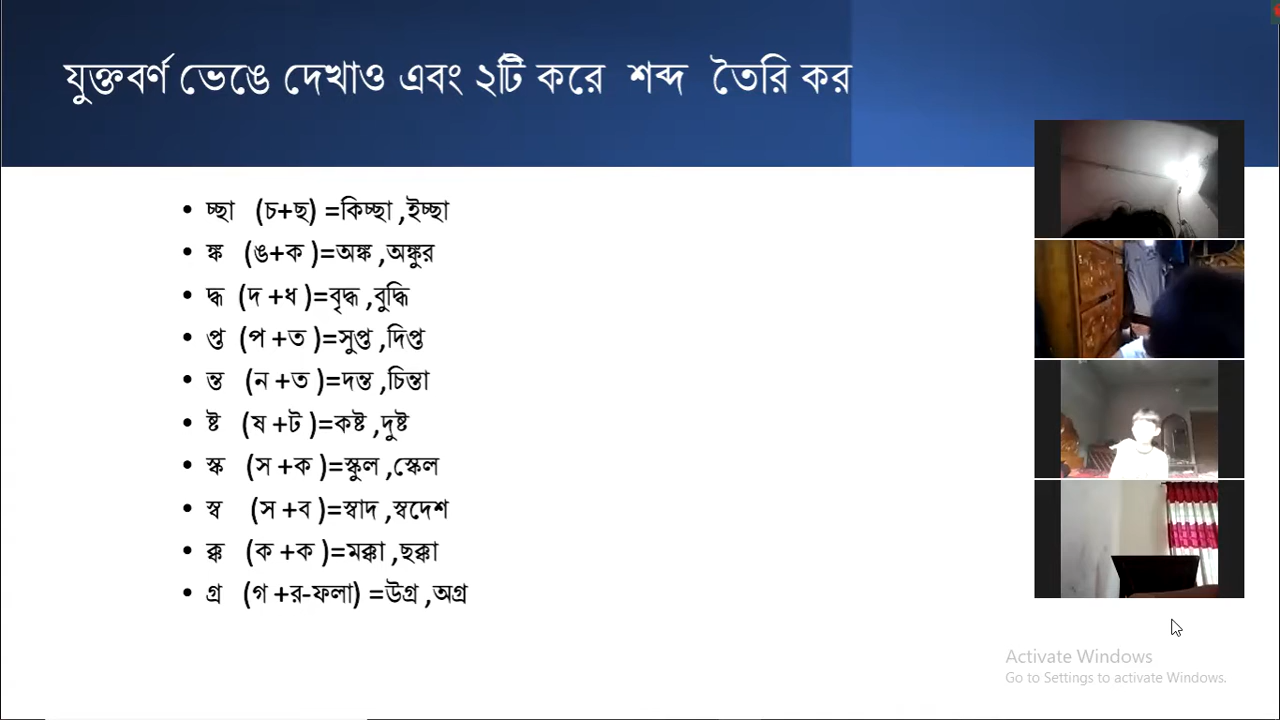 যুক্তবর্ণ ভেঙে দেখাও এবং ২টি করে শব্দ তৈরি কর
• চ্ছা (চ+ছ) =কিচ্ছা ,ইচ্ছা
• ঙ্ক (ঙ+ক )=অঙ্ক ,অঙ্কুর
• দ্ধ (দ +ধ )=বৃদ্ধ ,বুদ্ধি
• প্ত (প +ত )=সুপ্ত ,দিপ্ত
• ন্ত (ন +ত )=দন্ত ,চিন্তা
• ষ্ট (ষ +ট )=কষ্ট ,দুষ্ট
• স্ক (স +ক )=স্কুল ,স্কেল
• স্ব (স +ব )=স্বাদ ,স্বদেশ
• ক্ক (ক +ক )=মক্কা ,ছক্কা
• গ্র (গ +র-ফলা) =উগ্র ,অগ্র
Activate Windows
Go to Settings to activate Windows.